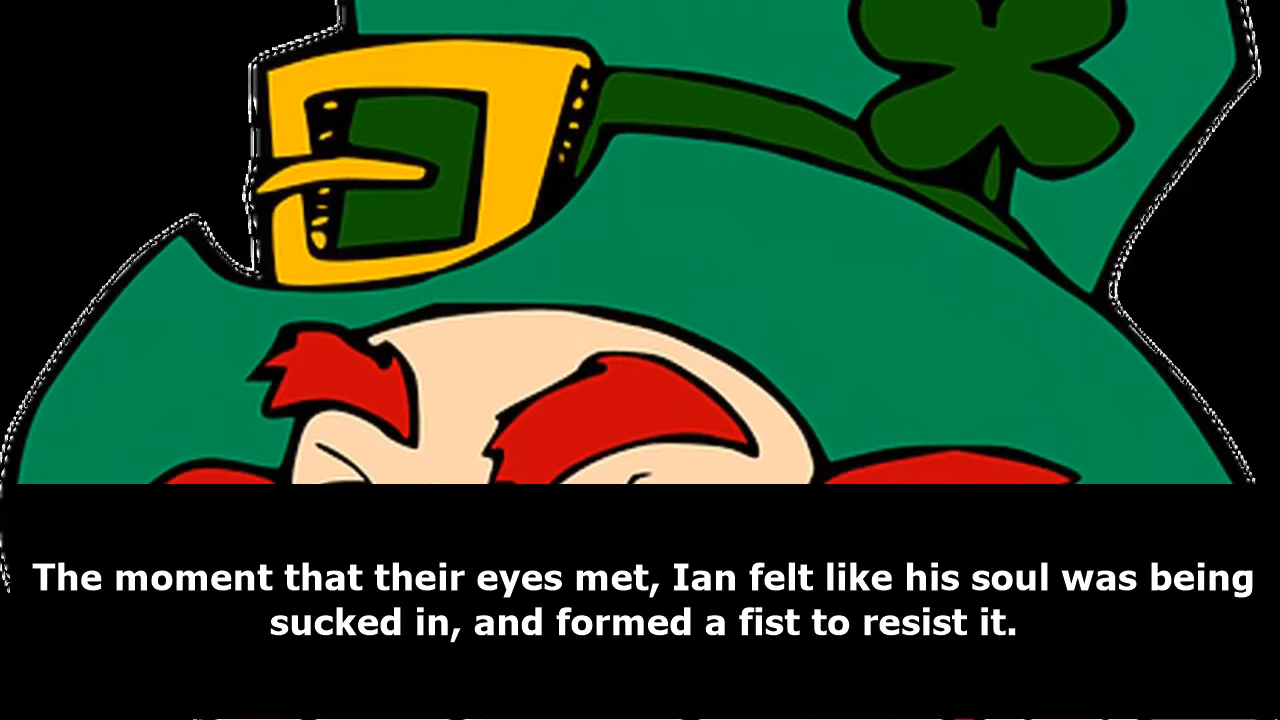 The moment that their eyes met, Ian felt like his soul was being
sucked in, and formed a fist to resist it.